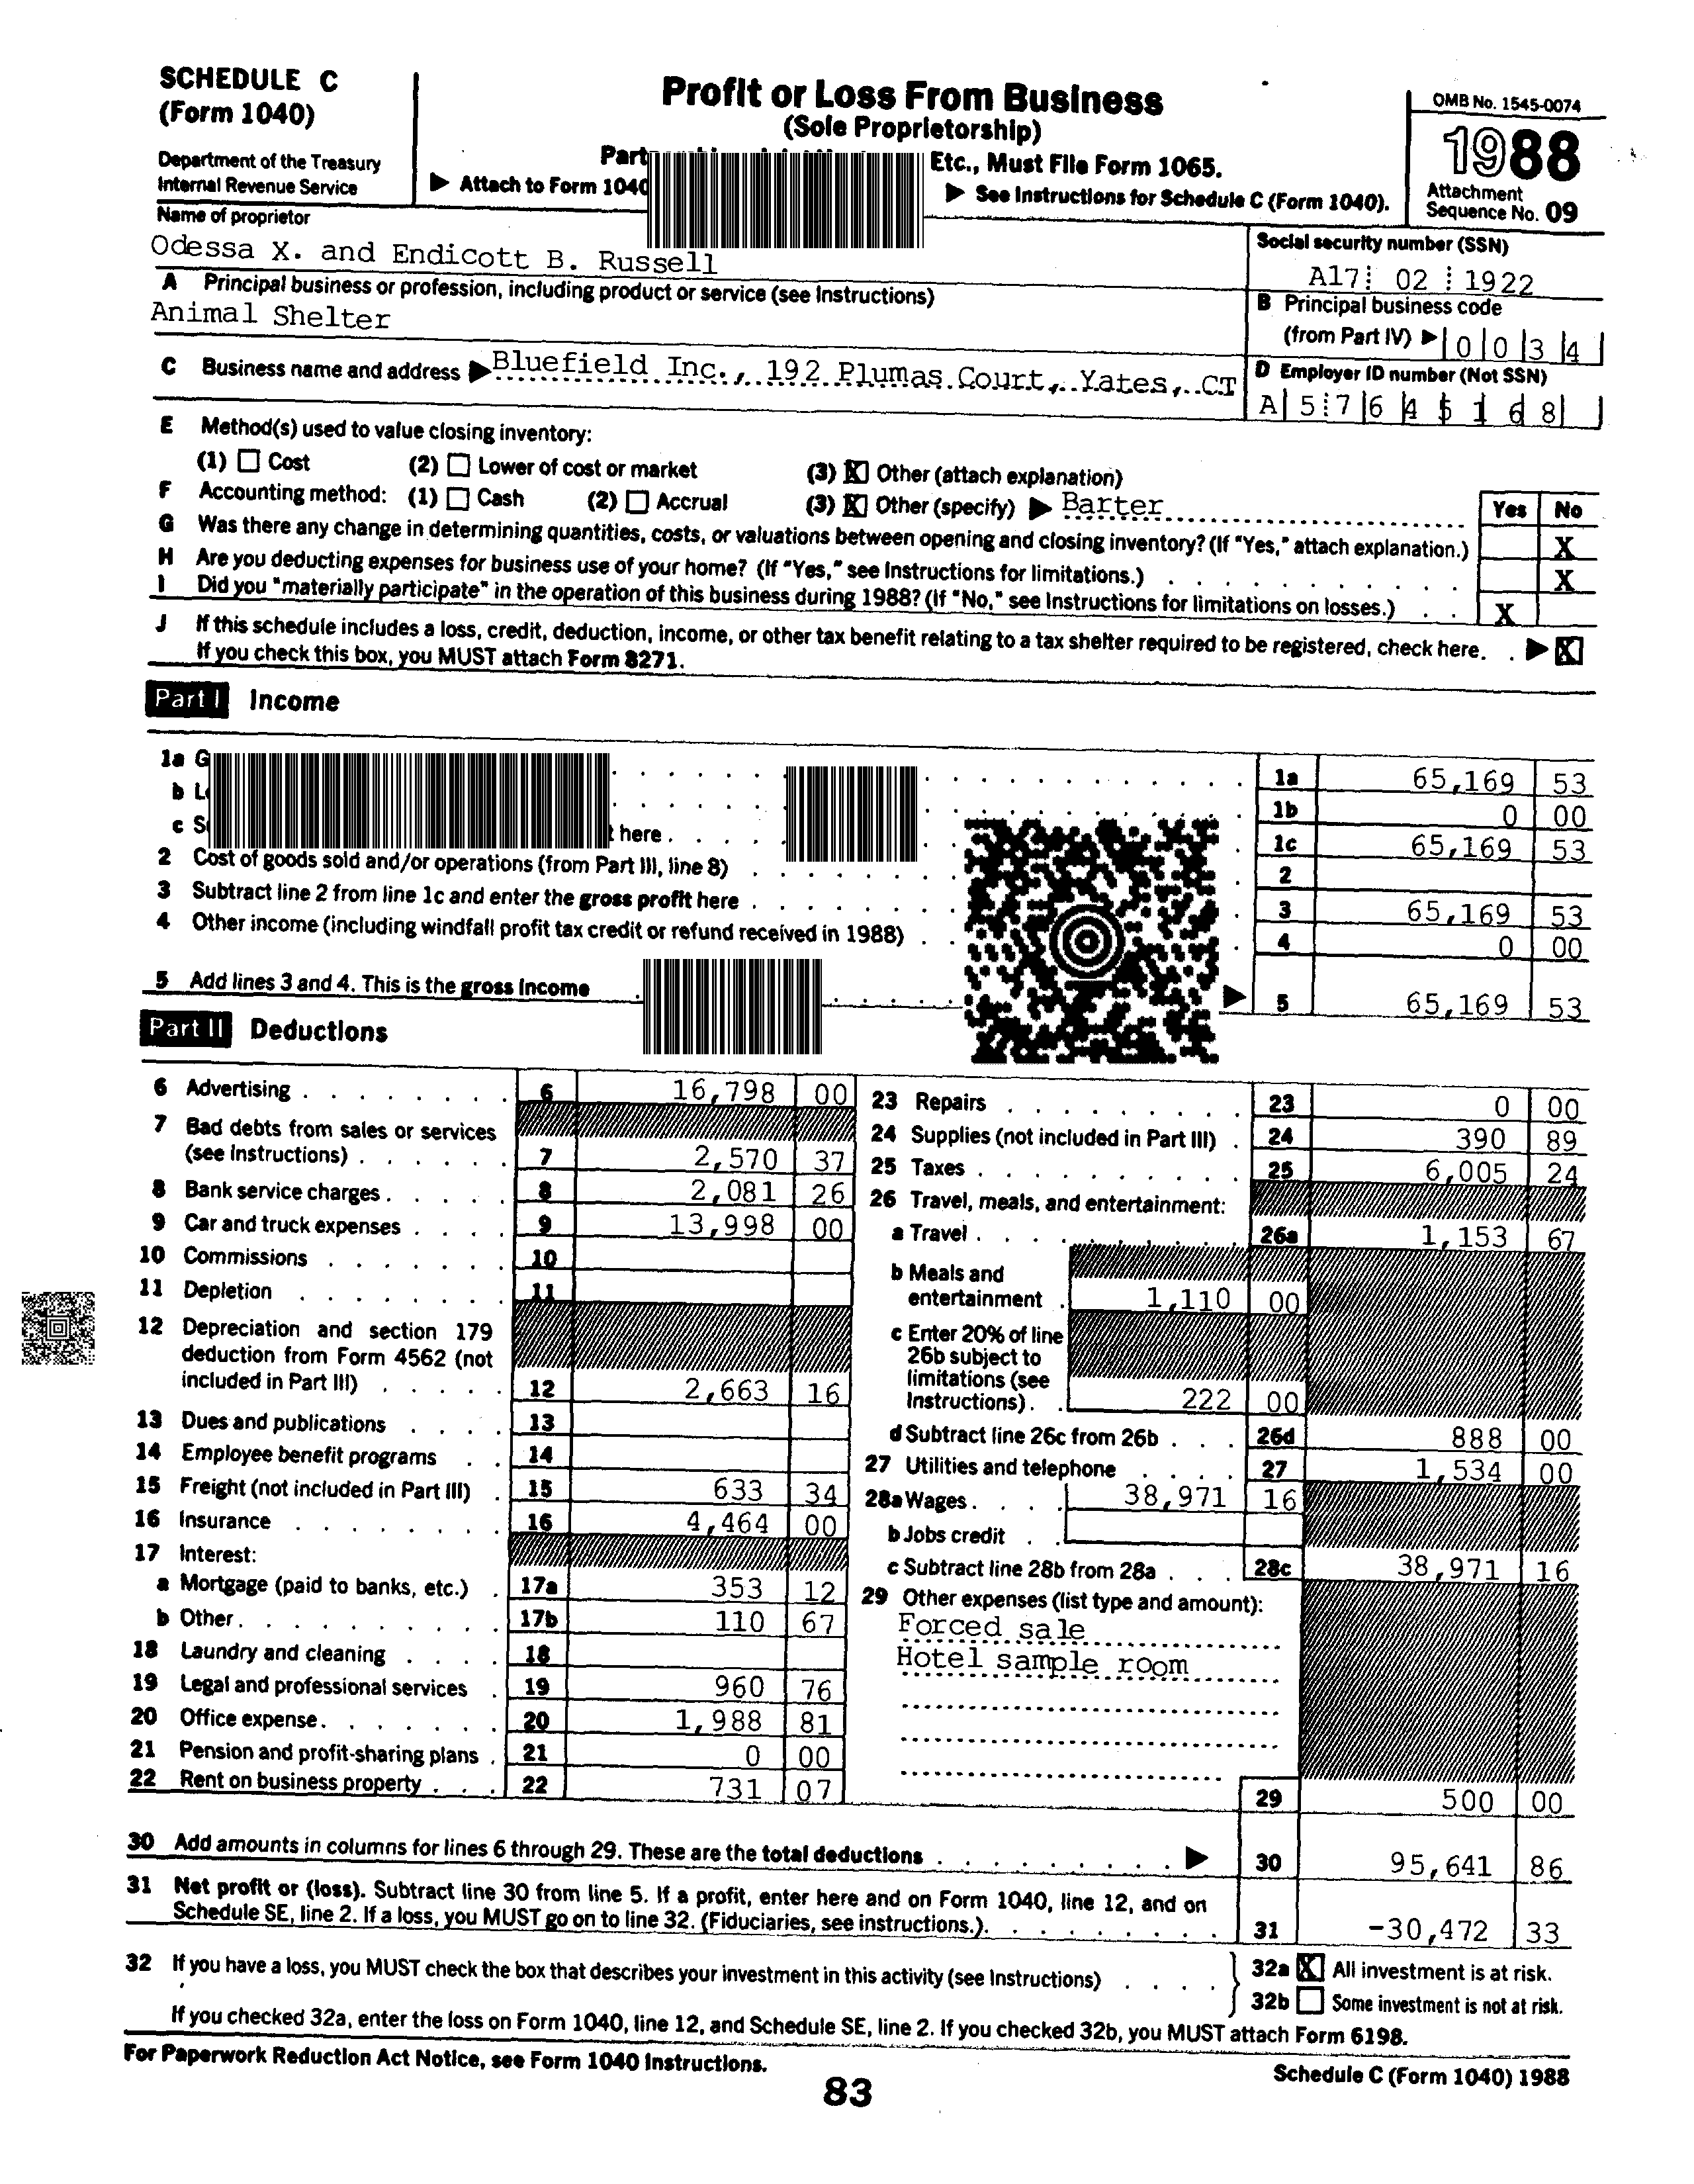 SCHEDULE C
(Form 1040)
Department of the Treasury
Internal Revenue Service
Profit or Loss From Business
(Sole Proprietorship)
Etc., Must File Form 1065.
▶ Attach to Form 1040
▶ See Instructions for Schedule C (Form 1040).
OMB No. 1545-0074
1988
Attachment
Sequence No. 09
Name of proprietor
Odessa X. and Endicott B. Russell
Social security number (SSN)
A17 02 1922
A Principal business or profession, including product or service (see Instructions)
Animal Shelter
B Principal business code
(from Part IV) ▶ 0 0 3 4
C Business name and address ▶ Bluefield Inc., 192 Plumas Court, Yates, CT
D Employer ID number (Not SSN)
A 5 7 6 4 5 1 6 8
E Method(s) used to value closing inventory:
(1) ☐ Cost (2) ☐ Lower of cost or market (3) ☒ Other (attach explanation)
F Accounting method: (1) ☐ Cash (2) ☐ Accrual (3) ☒ Other (specify) ▶ Barter
Yes No
G Was there any change in determining quantities, costs, or valuations between opening and closing inventory? (If "Yes," attach explanation.) X
H Are you deducting expenses for business use of your home? (If "Yes," see Instructions for limitations.) X
I Did you "materially participate" in the operation of this business during 1988? (If "No," see Instructions for limitations on losses.) X
J If this schedule includes a loss, credit, deduction, income, or other tax benefit relating to a tax shelter required to be registered, check here. ▶ ☒
If you check this box, you MUST attach Form 8271.
Part I Income
1a 1a 65,169 53
b 1b 0 00
c here 1c 65,169 53
2 Cost of goods sold and/or operations (from Part III, line 8) 2
3 Subtract line 2 from line 1c and enter the gross profit here 3 65,169 53
4 Other income (including windfall profit tax credit or refund received in 1988) 4 0 00
5 Add lines 3 and 4. This is the gross income ▶ 5 65,169 53
Part II Deductions
6 Advertising 6 16,798 00
7 Bad debts from sales or services
(see Instructions) 7 2,570 37
8 Bank service charges 8 2,081 26
9 Car and truck expenses 9 13,998 00
10 Commissions 10
11 Depletion 11
12 Depreciation and section 179
deduction from Form 4562 (not
included in Part III) 12 2,663 16
13 Dues and publications 13
14 Employee benefit programs 14
15 Freight (not included in Part III) 15 633 34
16 Insurance 16 4,464 00
17 Interest:
a Mortgage (paid to banks, etc.) 17a 353 12
b Other 17b 110 67
18 Laundry and cleaning 18
19 Legal and professional services 19 960 76
20 Office expense 20 1,988 81
21 Pension and profit-sharing plans 21 0 00
22 Rent on business property 22 731 07
23 Repairs 23 0 00
24 Supplies (not included in Part III) 24 390 89
25 Taxes 25 6,005 24
26 Travel, meals, and entertainment:
a Travel 26a 1,153 67
b Meals and
entertainment 1,110 00
c Enter 20% of line
26b subject to
limitations (see
Instructions) 222 00
d Subtract line 26c from 26b 26d 888 00
27 Utilities and telephone 27 1,534 00
28a Wages 38,971 16
b Jobs credit
c Subtract line 28b from 28a 28c 38,971 16
29 Other expenses (list type and amount):
Forced sale
Hotel sample room
29 500 00
30 Add amounts in columns for lines 6 through 29. These are the total deductions ▶ 30 95,641 86
31 Net profit or (loss). Subtract line 30 from line 5. If a profit, enter here and on Form 1040, line 12, and on
Schedule SE, line 2. If a loss, you MUST go on to line 32. (Fiduciaries, see instructions.) 31 -30,472 33
32 If you have a loss, you MUST check the box that describes your investment in this activity (see Instructions)
32a ☒ All investment is at risk.
32b ☐ Some investment is not at risk.
If you checked 32a, enter the loss on Form 1040, line 12, and Schedule SE, line 2. If you checked 32b, you MUST attach Form 6198.
For Paperwork Reduction Act Notice, see Form 1040 Instructions.
Schedule C (Form 1040) 1988
83